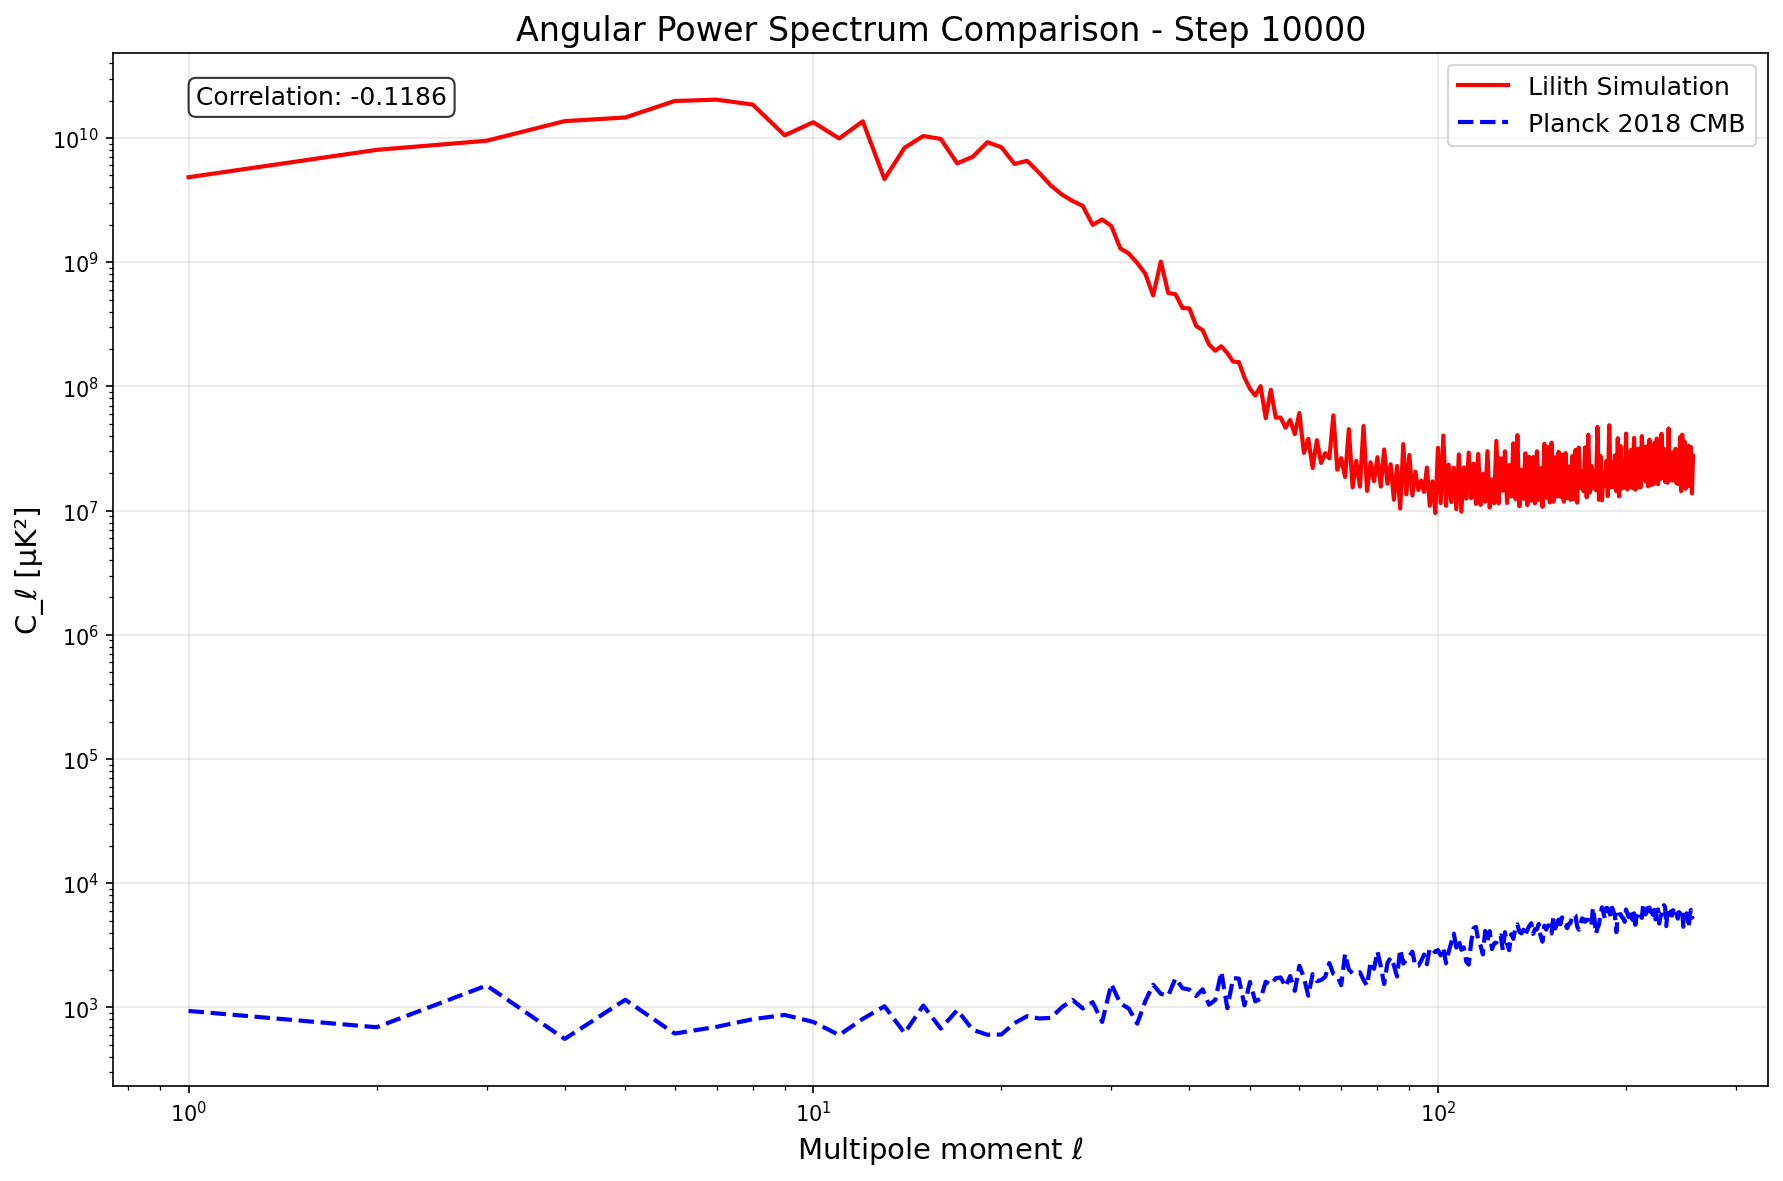 Angular Power Spectrum Comparison - Step 10000
Correlation: -0.1186
Lilith Simulation
Planck 2018 CMB
C_ℓ [μK²]
10¹⁰
10⁹
10⁸
10⁷
10⁶
10⁵
10⁴
10³
10⁰
10¹
10²
Multipole moment ℓ